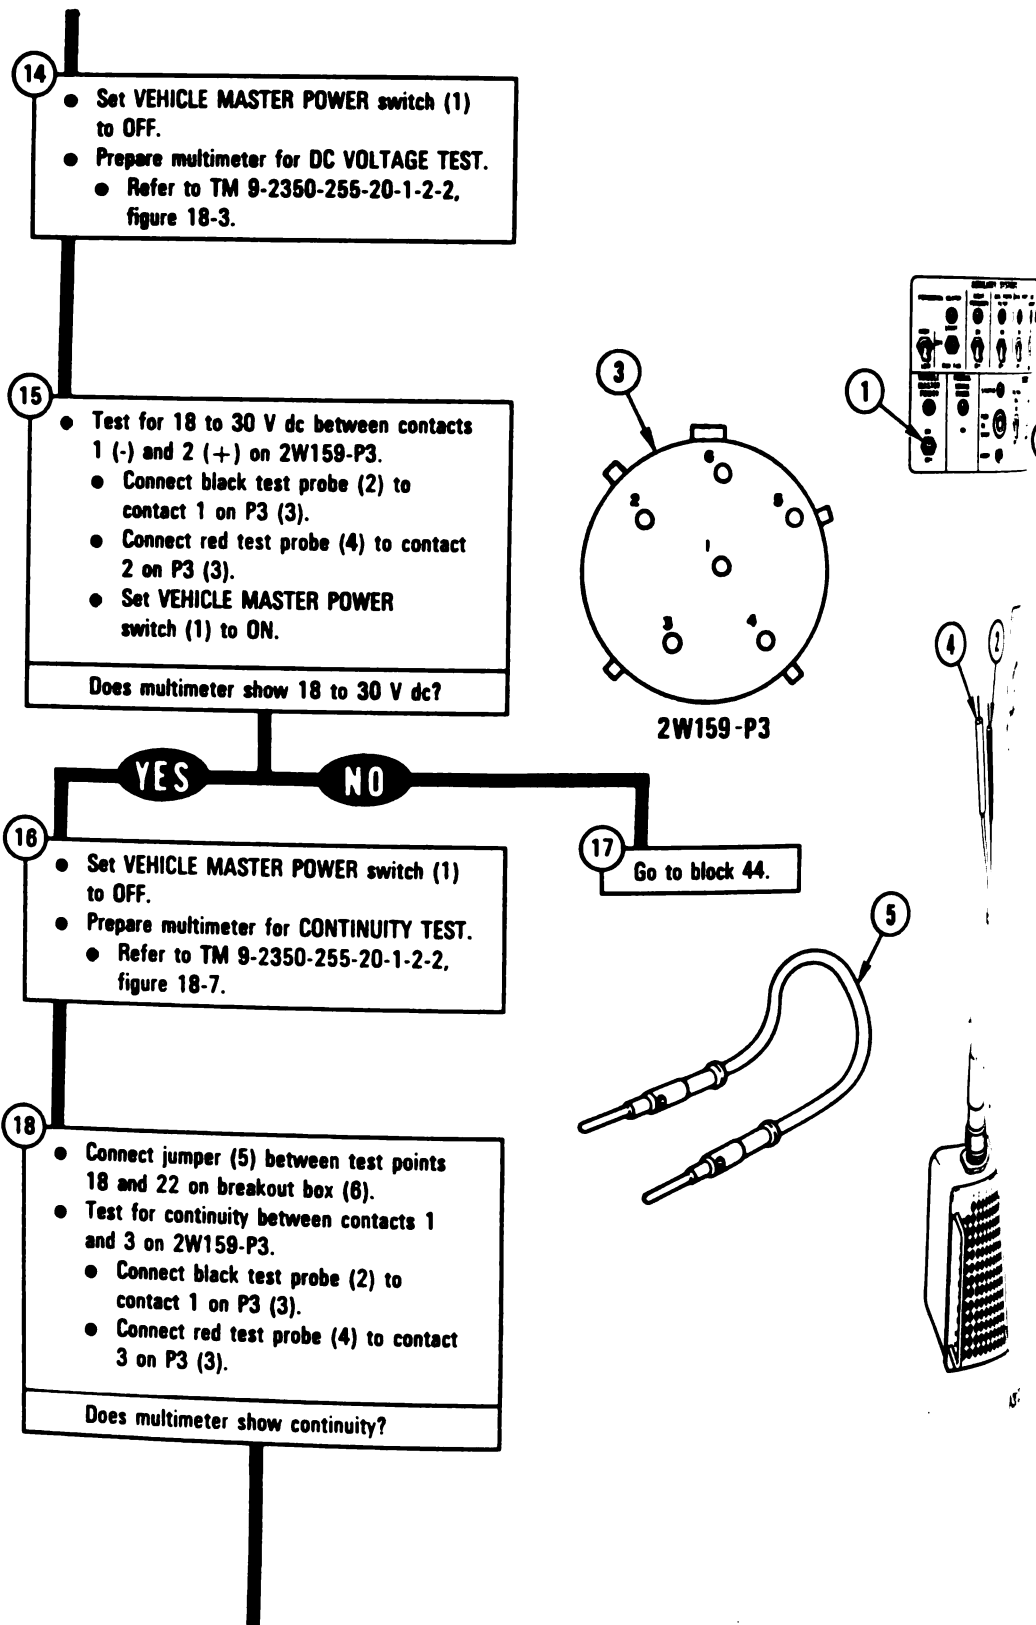 14
● Set VEHICLE MASTER POWER switch (1)
to OFF.
● Prepare multimeter for DC VOLTAGE TEST.
● Refer to TM 9-2350-255-20-1-2-2,
figure 18-3.
15
● Test for 18 to 30 V dc between contacts
1 (-) and 2 (+) on 2W159-P3.
● Connect black test probe (2) to
contact 1 on P3 (3).
● Connect red test probe (4) to contact
2 on P3 (3).
● Set VEHICLE MASTER POWER
switch (1) to ON.
Does multimeter show 18 to 30 V dc?
YES
NO
16
● Set VEHICLE MASTER POWER switch (1)
to OFF.
● Prepare multimeter for CONTINUITY TEST.
● Refer to TM 9-2350-255-20-1-2-2,
figure 18-7.
17
Go to block 44.
18
● Connect jumper (5) between test points
18 and 22 on breakout box (6).
● Test for continuity between contacts 1
and 3 on 2W159-P3.
● Connect black test probe (2) to
contact 1 on P3 (3).
● Connect red test probe (4) to contact
3 on P3 (3).
Does multimeter show continuity?
3
6
2
5
1
3
4
2W159-P3
1
4
2
5